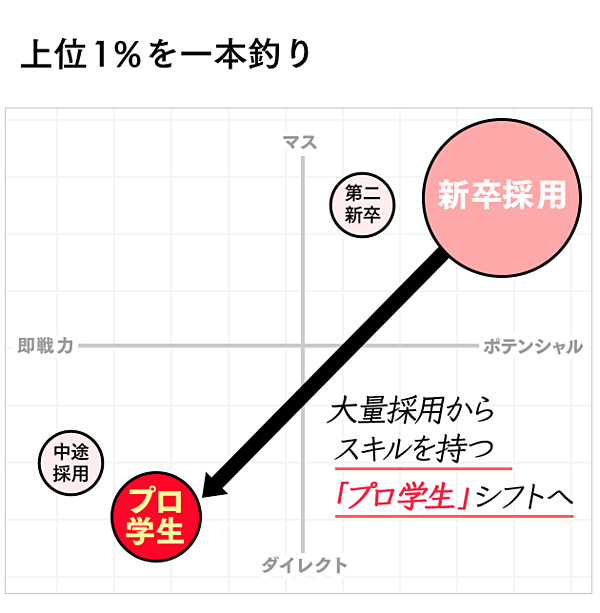 上位1%を一本釣り
マス
第二
新卒
新卒採用
即戦力
ポテンシャル
大量採用から
スキルを持つ
「プロ学生」シフトへ
中途
採用
プロ
学生
ダイレクト